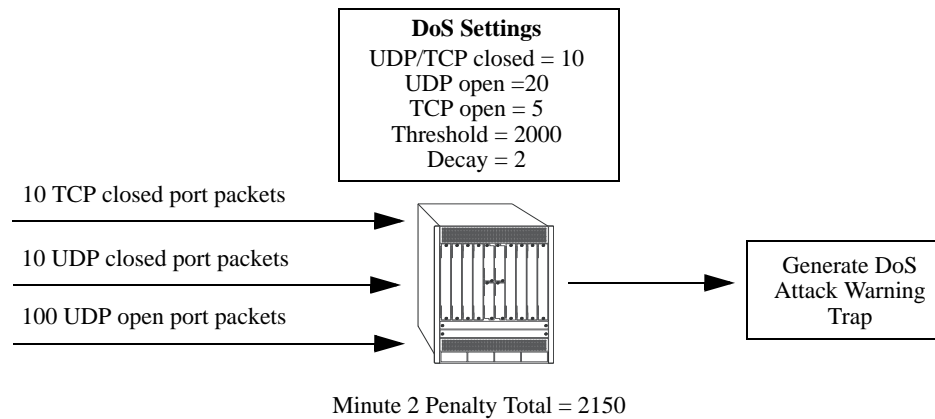 DoS Settings
UDP/TCP closed = 10
UDP open =20
TCP open = 5
Threshold = 2000
Decay = 2
10 TCP closed port packets
10 UDP closed port packets
100 UDP open port packets
Generate DoS
Attack Warning
Trap
Minute 2 Penalty Total = 2150